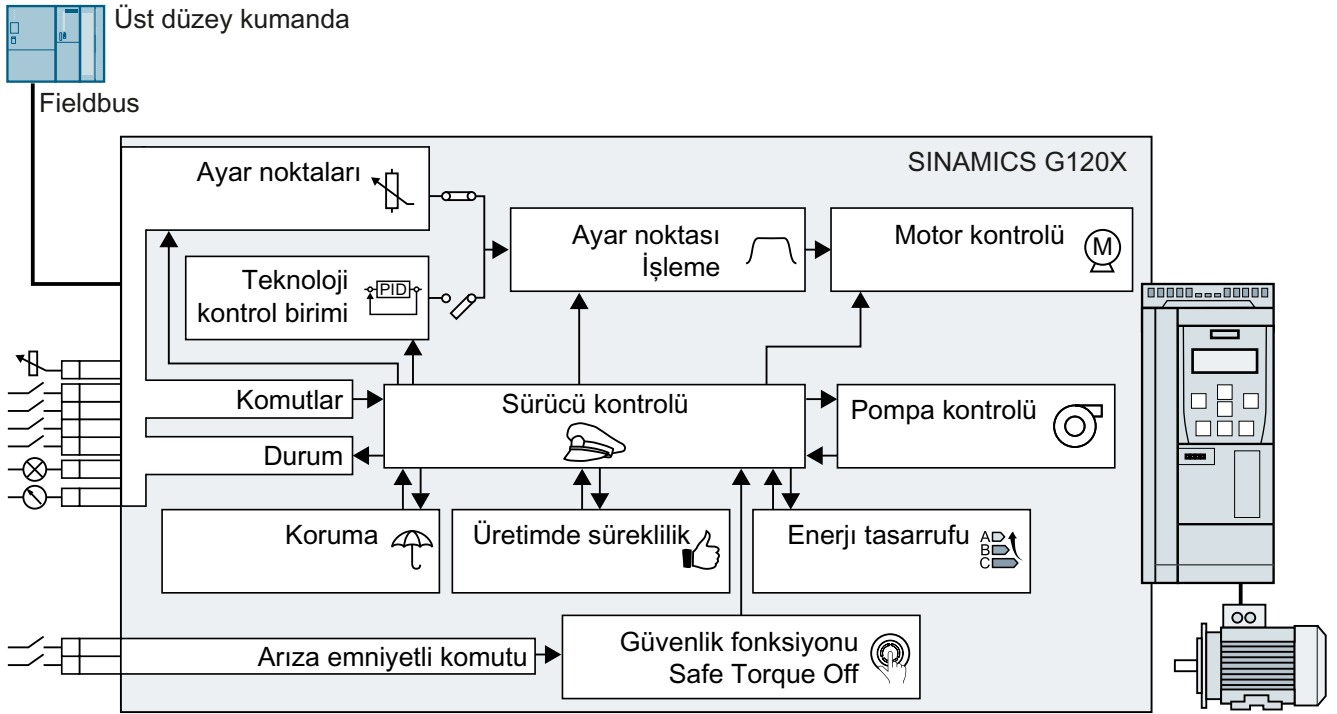 Üst düzey kumanda
Fieldbus
SINAMICS G120X
Ayar noktaları
Ayar noktası
İşleme
Motor kontrolü
M
Teknoloji
kontrol birimi
PID
Komutlar
Sürücü kontrolü
Pompa kontrolü
Durum
Koruma
Üretimde süreklilik
Enerjı tasarrufu
A
B
C
Arıza emniyetli komutu
Güvenlik fonksiyonu
Safe Torque Off